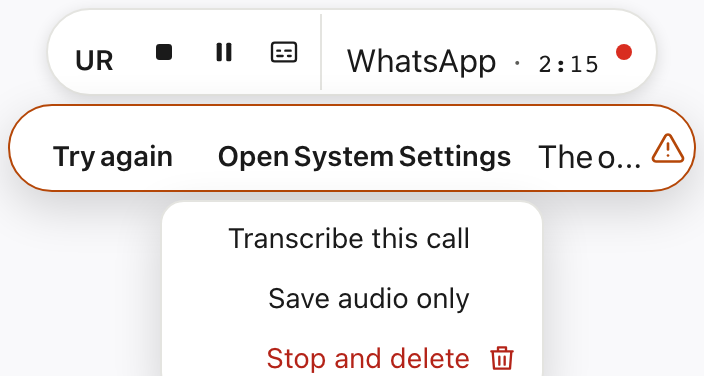 UR WhatsApp · 2:15
Try again Open System Settings The o...
Transcribe this call
Save audio only
Stop and delete